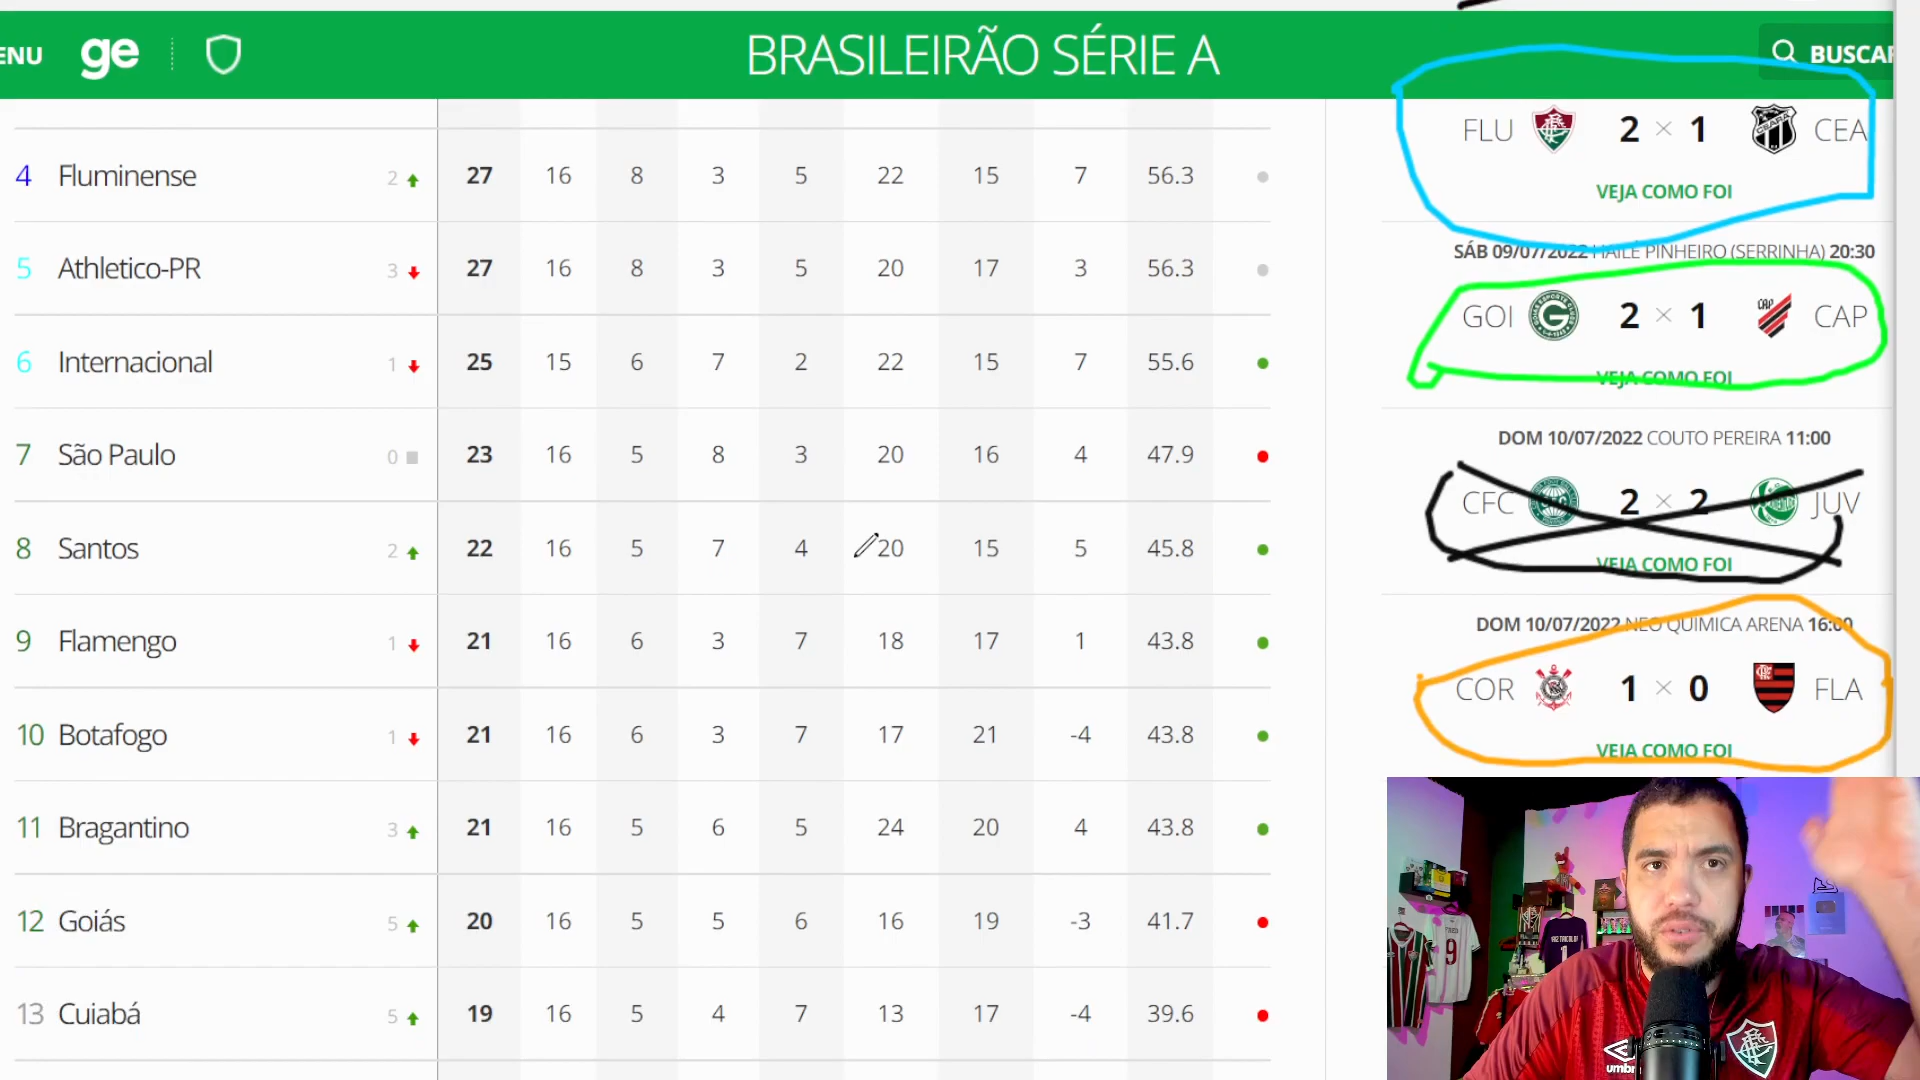 ENU ge BRASILEIRÃO SÉRIE A BUSCAR
4 Fluminense 2 27 16 8 3 5 22 15 7 56.3
5 Athletico-PR 3 27 16 8 3 5 20 17 3 56.3
6 Internacional 1 25 15 6 7 2 22 15 7 55.6
7 São Paulo 0 23 16 5 8 3 20 16 4 47.9
8 Santos 2 22 16 5 7 4 20 15 5 45.8
9 Flamengo 1 21 16 6 3 7 18 17 1 43.8
10 Botafogo 1 21 16 6 3 7 17 21 -4 43.8
11 Bragantino 3 21 16 5 6 5 24 20 4 43.8
12 Goiás 5 20 16 5 5 6 16 19 -3 41.7
13 Cuiabá 5 19 16 5 4 7 13 17 -4 39.6
FLU 2 × 1 CEARÁ CEA
VEJA COMO FOI
SÁB 09/07/2022 HAILÉ PINHEIRO (SERRINHA) 20:30
GOI 2 × 1 CAP CAP
VEJA COMO FOI
DOM 10/07/2022 COUTO PEREIRA 11:00
CFC 2 × 2 JUV
VEJA COMO FOI
DOM 10/07/2022 NEO QUÍMICA ARENA 16:00
COR 1 × 0 FLA
VEJA COMO FOI
9
1
umbr